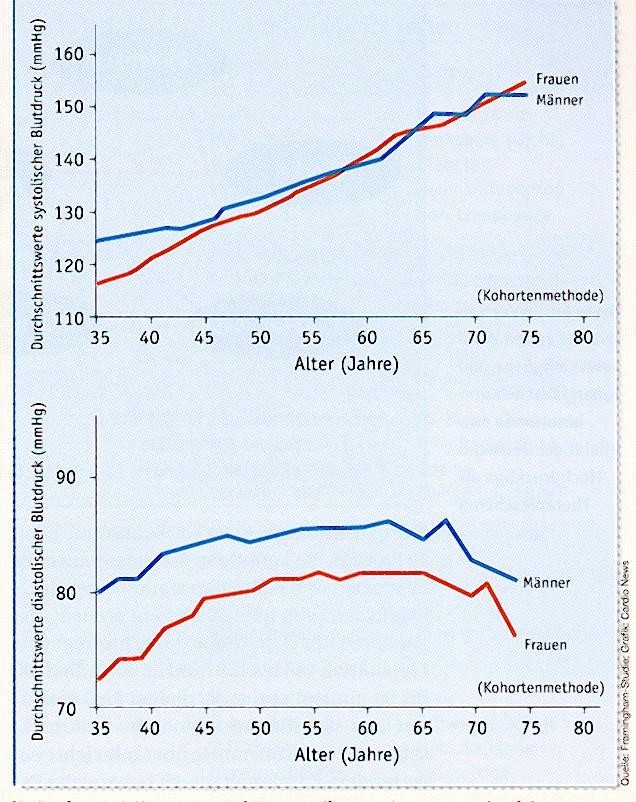 Durchschnittswerte systolischer Blutdruck (mmHg)
160
150
140
130
120
110
Frauen
Männer
(Kohortenmethode)
35 40 45 50 55 60 65 70 75 80
Alter (Jahre)
Durchschnittswerte diastolischer Blutdruck (mmHg)
90
80
70
Männer
Frauen
(Kohortenmethode)
35 40 45 50 55 60 65 70 75 80
Alter (Jahre)
Quelle: Framingham-Studie; Grafik: Cardio News